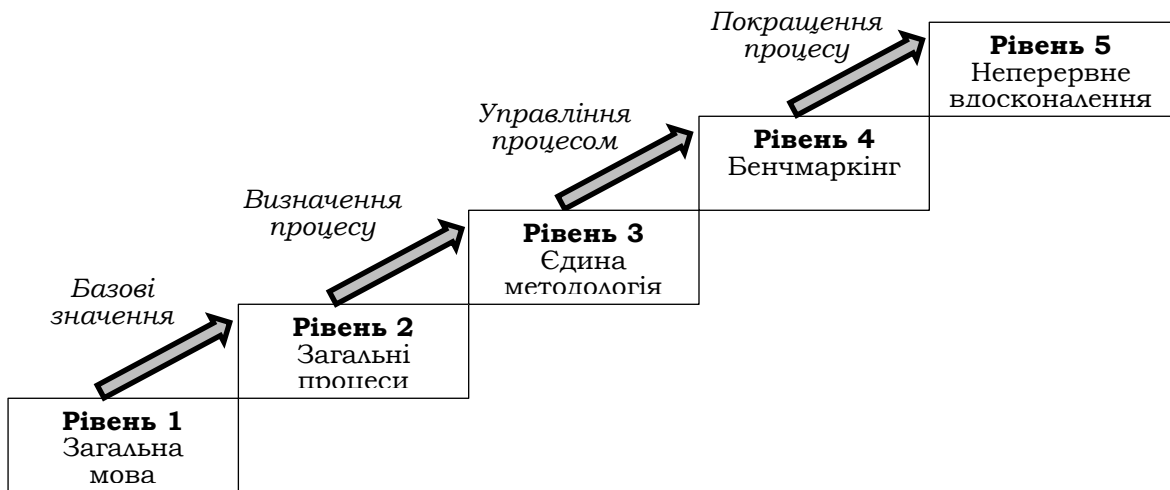 Покращення
процесу
Рівень 5
Неперервне
вдосконалення
Управління
процесом
Рівень 4
Бенчмаркінг
Визначення
процесу
Рівень 3
Єдина
методологія
Базові
значення
Рівень 2
Загальні
процеси
Рівень 1
Загальна
мова